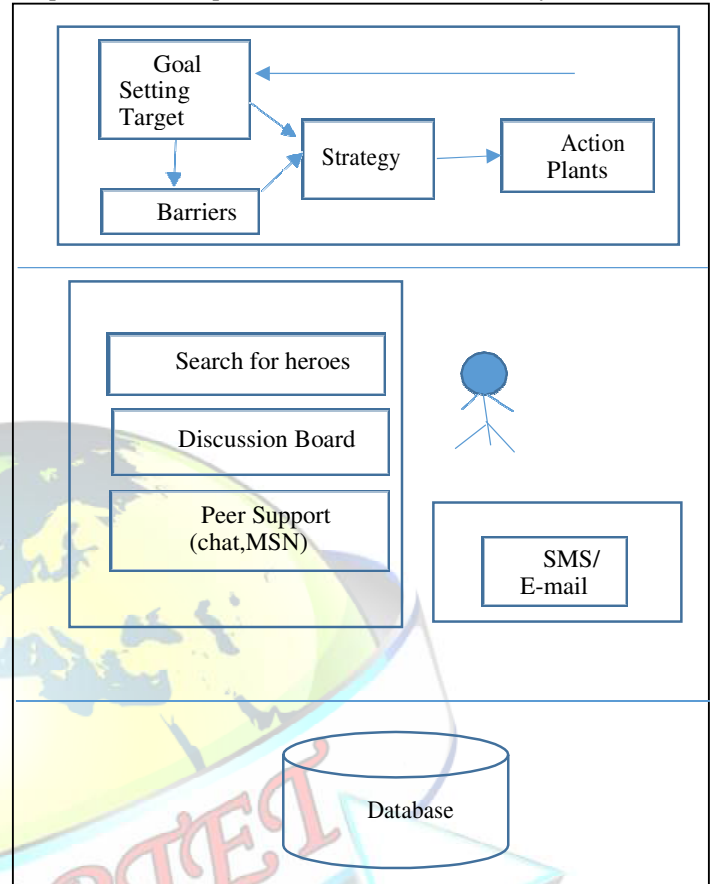 Goal
Setting
Target
Strategy
Action
Plants
Barriers
Search for heroes
Discussion Board
Peer Support
(chat,MSN)
SMS/
E-mail
Database